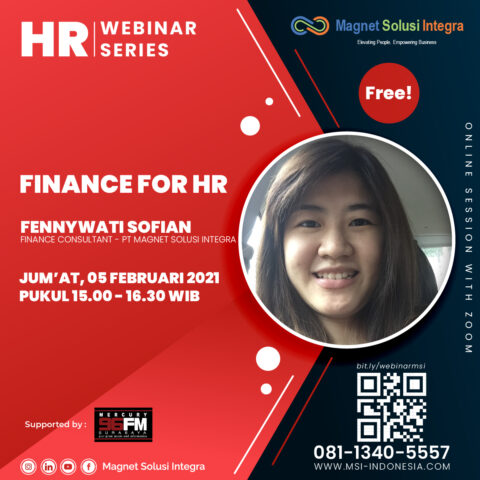 HR WEBINAR
SERIES
Magnet Solusi Integra
Elevating People. Empowering Business
Free!
ONLINE SESSION WITH ZOOM
FINANCE FOR HR
FENNYWATI SOFIAN
FINANCE CONSULTANT - PT MAGNET SOLUSI INTEGRA
JUM'AT, 05 FEBRUARI 2021
PUKUL 15.00 - 16.30 WIB
bit.ly/webinarmsi
Supported by :
MERCURY
96FM
SURABAYA
081-1340-5557
WWW.MSI-INDONESIA.COM
Magnet Solusi Integra